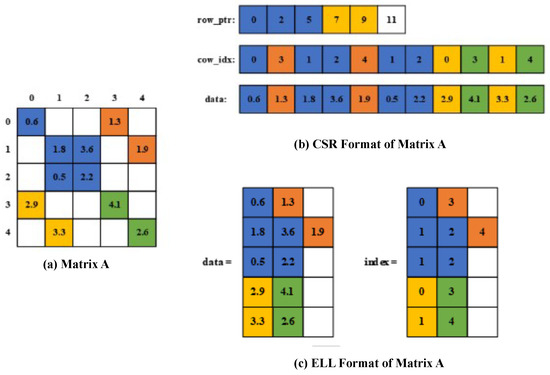 row_ptr: 0 2 5 7 9 11
cow_idx: 0 3 1 2 4 1 2 0 3 1 4
data: 0.6 1.3 1.8 3.6 1.9 0.5 2.2 2.9 4.1 3.3 2.6
(b) CSR Format of Matrix A
0 1 2 3 4
0 0.6 1.3
1 1.8 3.6 1.9
2 0.5 2.2
3 2.9 4.1
4 3.3 2.6
(a) Matrix A
data =
0.6 1.3
1.8 3.6 1.9
0.5 2.2
2.9 4.1
3.3 2.6
index =
0 3
1 2 4
1 2
0 3
1 4
(c) ELL Format of Matrix A